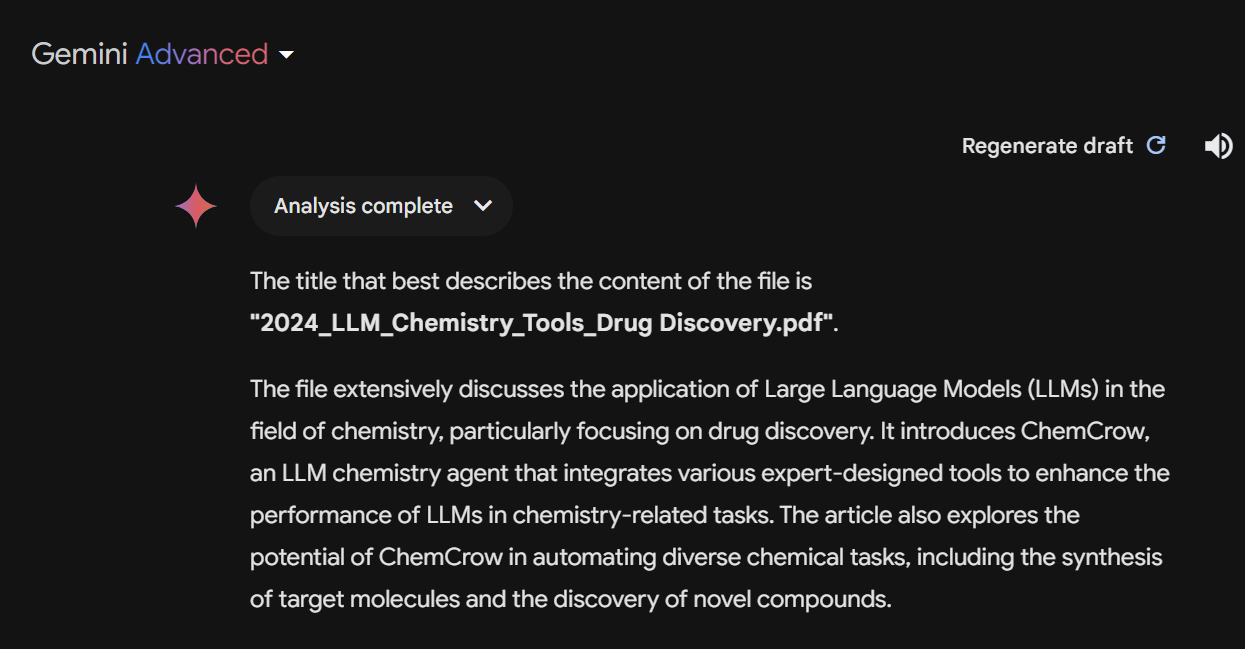 Gemini Advanced
Regenerate draft
Analysis complete
The title that best describes the content of the file is
"2024_LLM_Chemistry_Tools_Drug Discovery.pdf".
The file extensively discusses the application of Large Language Models (LLMs) in the
field of chemistry, particularly focusing on drug discovery. It introduces ChemCrow,
an LLM chemistry agent that integrates various expert-designed tools to enhance the
performance of LLMs in chemistry-related tasks. The article also explores the
potential of ChemCrow in automating diverse chemical tasks, including the synthesis
of target molecules and the discovery of novel compounds.